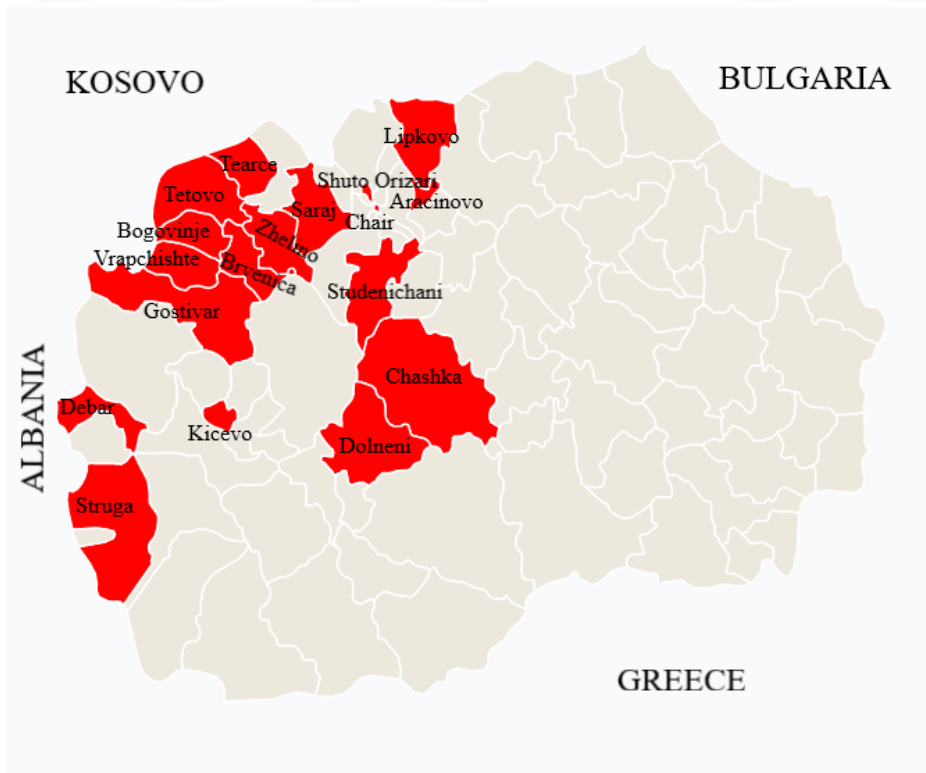 KOSOVO
BULGARIA
Lipkovo
Tearce
Shuto Orizari
Tetovo
Aracinovo
Saraj
Chair
Bogovinje
Zhelino
Vrapchishte
Brvenica
Studenichani
Gostivar
ALBANIA
Chashka
Debar
Kicevo
Dolneni
Struga
GREECE